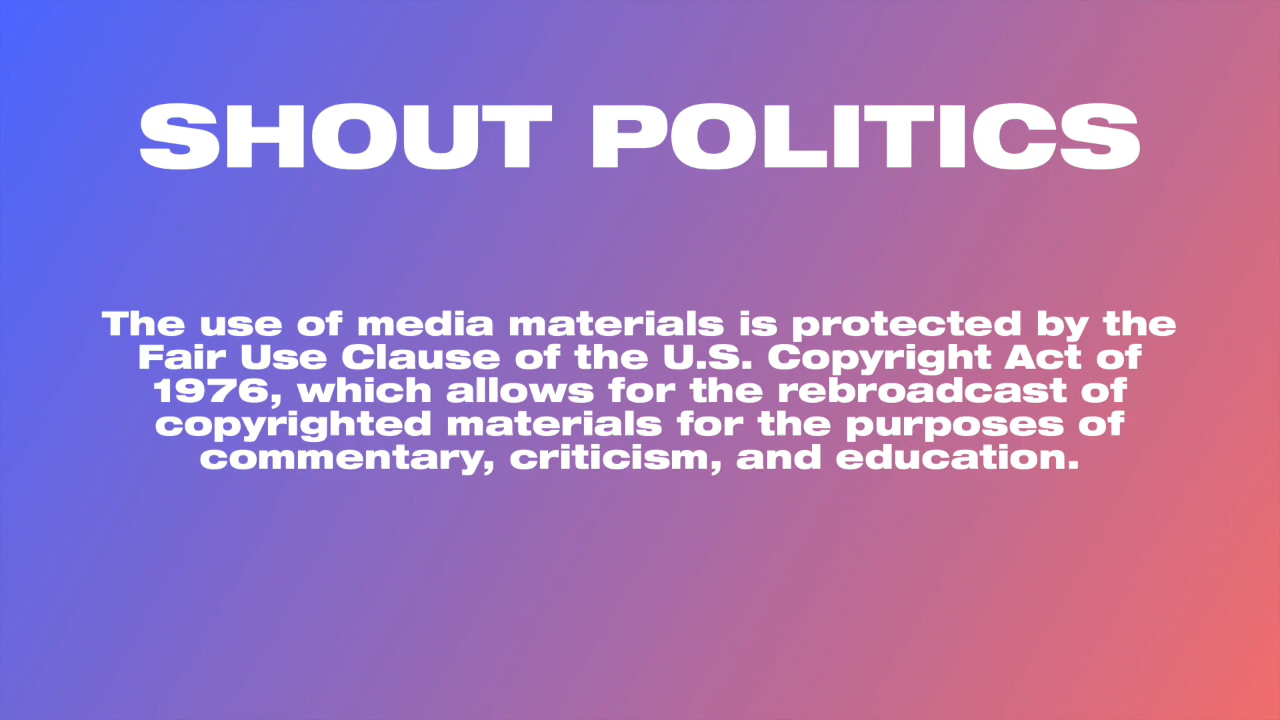 SHOUT POLITICS
The use of media materials is protected by the
Fair Use Clause of the U.S. Copyright Act of
1976, which allows for the rebroadcast of
copyrighted materials for the purposes of
commentary, criticism, and education.